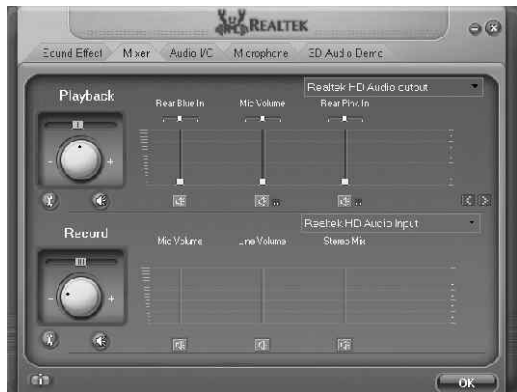 REALTEK
Sound Effect Mixer Audio I/O Microphone 3D Audio Demo
Realtek HD Audio output
Playback
Rear Blue In Mic Volume Rear Pink In
- +
Realtek HD Audio Input
Record
Mic Volume Line Volume Stereo Mix
- +
OK